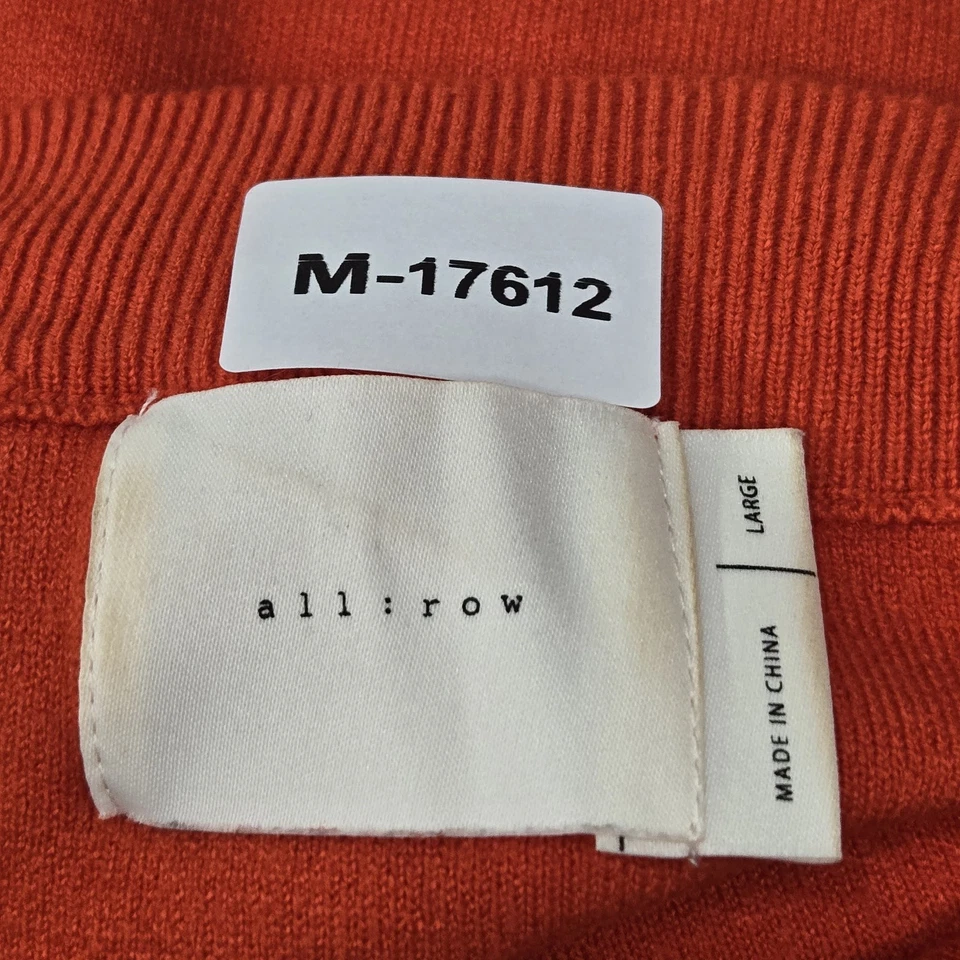 M-17612
all:row
LARGE
MADE IN CHINA